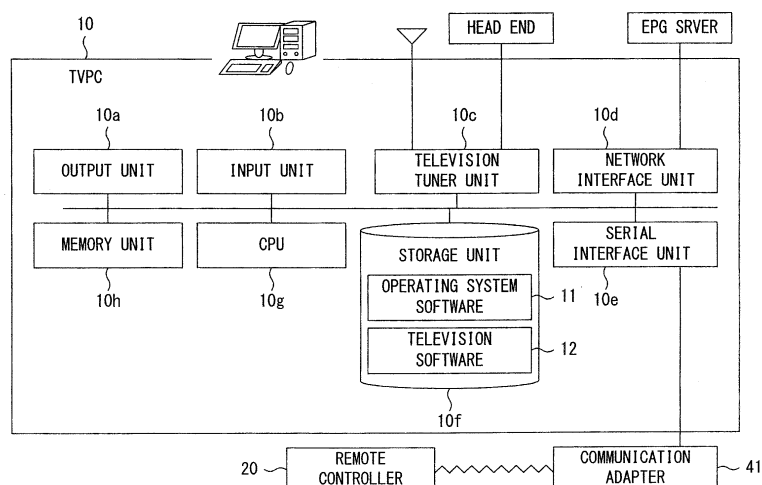 10
TVPC
HEAD END
EPG SRVER
10a
10b
10c
10d
OUTPUT UNIT
INPUT UNIT
TELEVISION
TUNER UNIT
NETWORK
INTERFACE UNIT
MEMORY UNIT
CPU
STORAGE UNIT
SERIAL
INTERFACE UNIT
10h
10g
10e
OPERATING SYSTEM
SOFTWARE
11
TELEVISION
SOFTWARE
12
10f
20
REMOTE
CONTROLLER
COMMUNICATION
ADAPTER
41